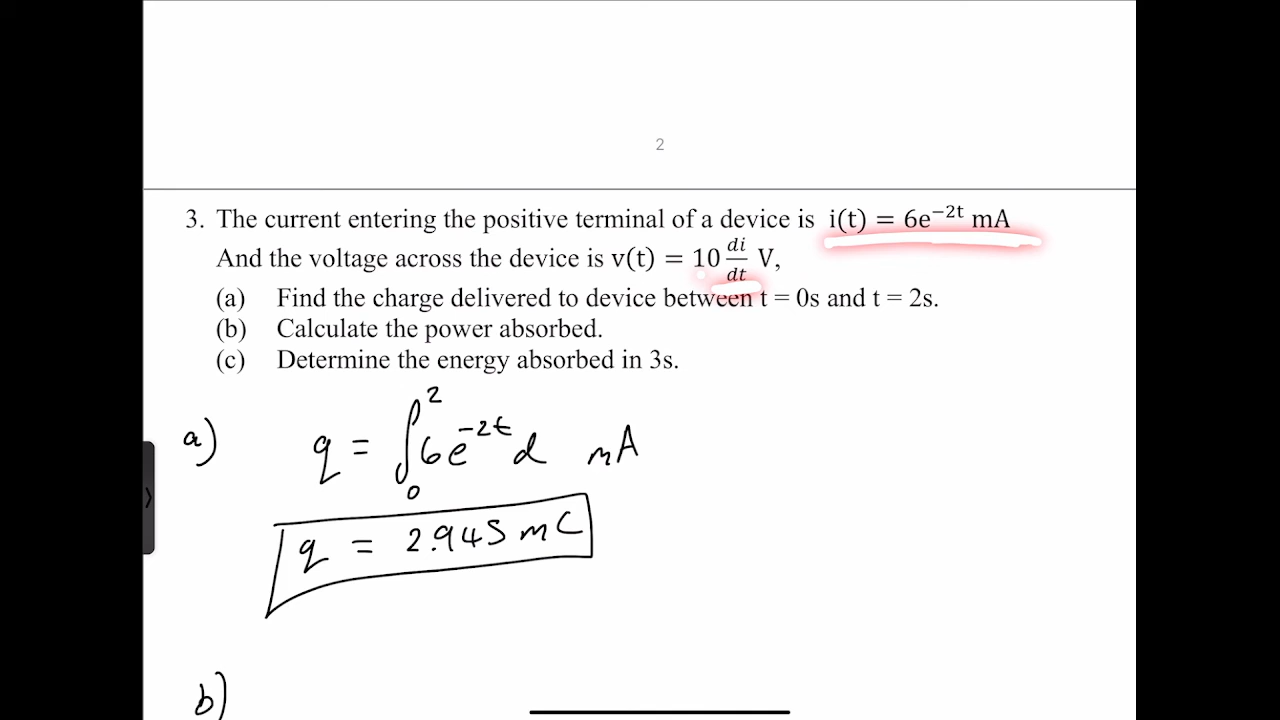 2
3. The current entering the positive terminal of a device is i(t) = 6e⁻²ᵗ mA
And the voltage across the device is v(t) = 10 di/dt V,
(a) Find the charge delivered to device between t = 0s and t = 2s.
(b) Calculate the power absorbed.
(c) Determine the energy absorbed in 3s.
a) q = ∫₀² 6e⁻²ᵗ d mA
q = 2.945 mC
b)